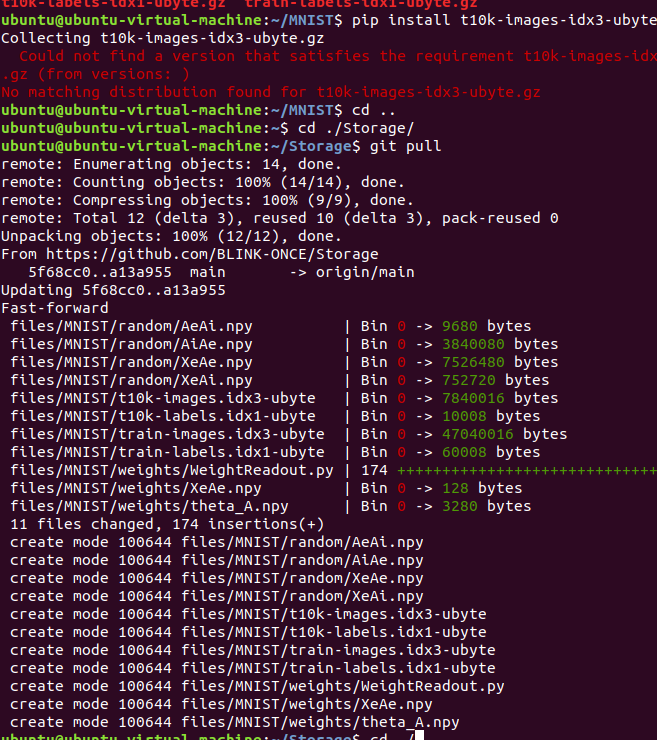 t10k-labels-idx1-ubyte.gz  train-labels-idx1-ubyte.gz
ubuntu@ubuntu-virtual-machine:~/MNIST$ pip install t10k-images-idx3-ubyte
Collecting t10k-images-idx3-ubyte.gz
  Could not find a version that satisfies the requirement t10k-images-idx
.gz (from versions: )
No matching distribution found for t10k-images-idx3-ubyte.gz
ubuntu@ubuntu-virtual-machine:~/MNIST$ cd ..
ubuntu@ubuntu-virtual-machine:~$ cd ./Storage/
ubuntu@ubuntu-virtual-machine:~/Storage$ git pull
remote: Enumerating objects: 14, done.
remote: Counting objects: 100% (14/14), done.
remote: Compressing objects: 100% (9/9), done.
remote: Total 12 (delta 3), reused 10 (delta 3), pack-reused 0
Unpacking objects: 100% (12/12), done.
From https://github.com/BLINK-ONCE/Storage
   5f68cc0..a13a955  main       -> origin/main
Updating 5f68cc0..a13a955
Fast-forward
 files/MNIST/random/AeAi.npy          | Bin 0 -> 9680 bytes
 files/MNIST/random/AiAe.npy          | Bin 0 -> 3840080 bytes
 files/MNIST/random/XeAe.npy          | Bin 0 -> 7526480 bytes
 files/MNIST/random/XeAi.npy          | Bin 0 -> 752720 bytes
 files/MNIST/t10k-images.idx3-ubyte   | Bin 0 -> 7840016 bytes
 files/MNIST/t10k-labels.idx1-ubyte   | Bin 0 -> 10008 bytes
 files/MNIST/train-images.idx3-ubyte  | Bin 0 -> 47040016 bytes
 files/MNIST/train-labels.idx1-ubyte  | Bin 0 -> 60008 bytes
 files/MNIST/weights/WeightReadout.py | 174 +++++++++++++++++++++++++++++
 files/MNIST/weights/XeAe.npy         | Bin 0 -> 128 bytes
 files/MNIST/weights/theta_A.npy      | Bin 0 -> 3280 bytes
 11 files changed, 174 insertions(+)
 create mode 100644 files/MNIST/random/AeAi.npy
 create mode 100644 files/MNIST/random/AiAe.npy
 create mode 100644 files/MNIST/random/XeAe.npy
 create mode 100644 files/MNIST/random/XeAi.npy
 create mode 100644 files/MNIST/t10k-images.idx3-ubyte
 create mode 100644 files/MNIST/t10k-labels.idx1-ubyte
 create mode 100644 files/MNIST/train-images.idx3-ubyte
 create mode 100644 files/MNIST/train-labels.idx1-ubyte
 create mode 100644 files/MNIST/weights/WeightReadout.py
 create mode 100644 files/MNIST/weights/XeAe.npy
 create mode 100644 files/MNIST/weights/theta_A.npy
ubuntu@ubuntu-virtual-machine:~/Storage$ cd ./